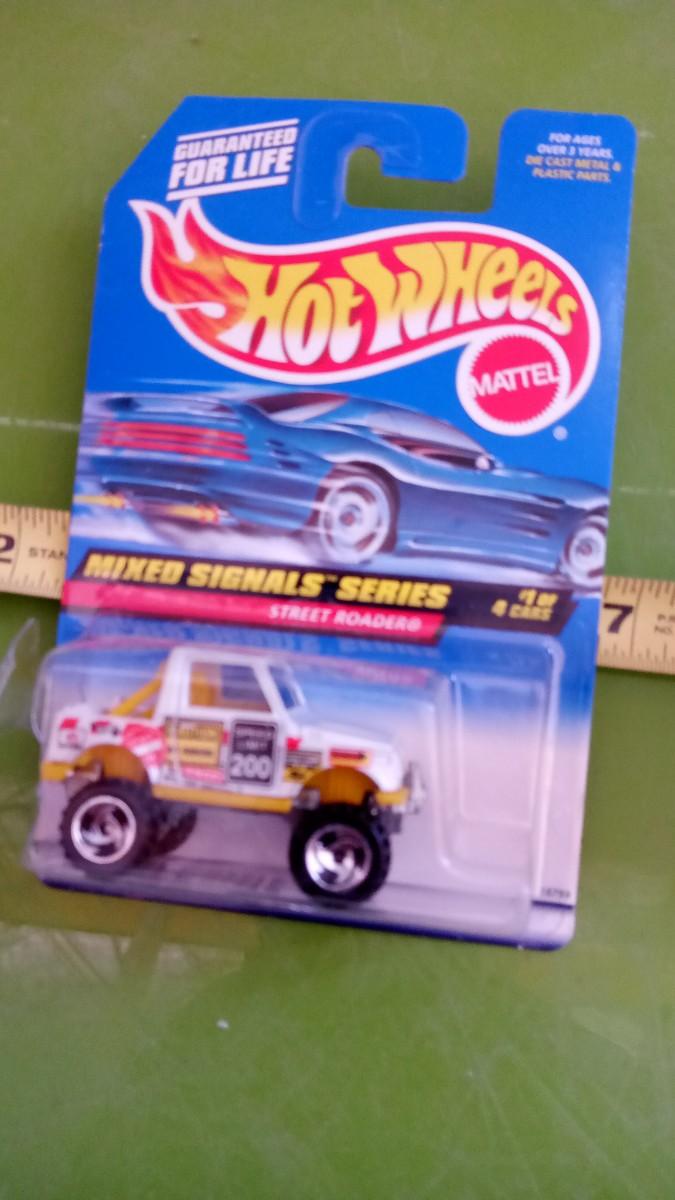 GUARANTEED
FOR LIFE
FOR AGES
OVER 3 YEARS.
DIE CAST METAL &
PLASTIC PARTS.
HOT WHEELS
MATTEL
2 STAN
MIXED SIGNALS™ SERIES
#1 OF
4 CARS
STREET ROADER®
7
SPEED
LIMIT
200